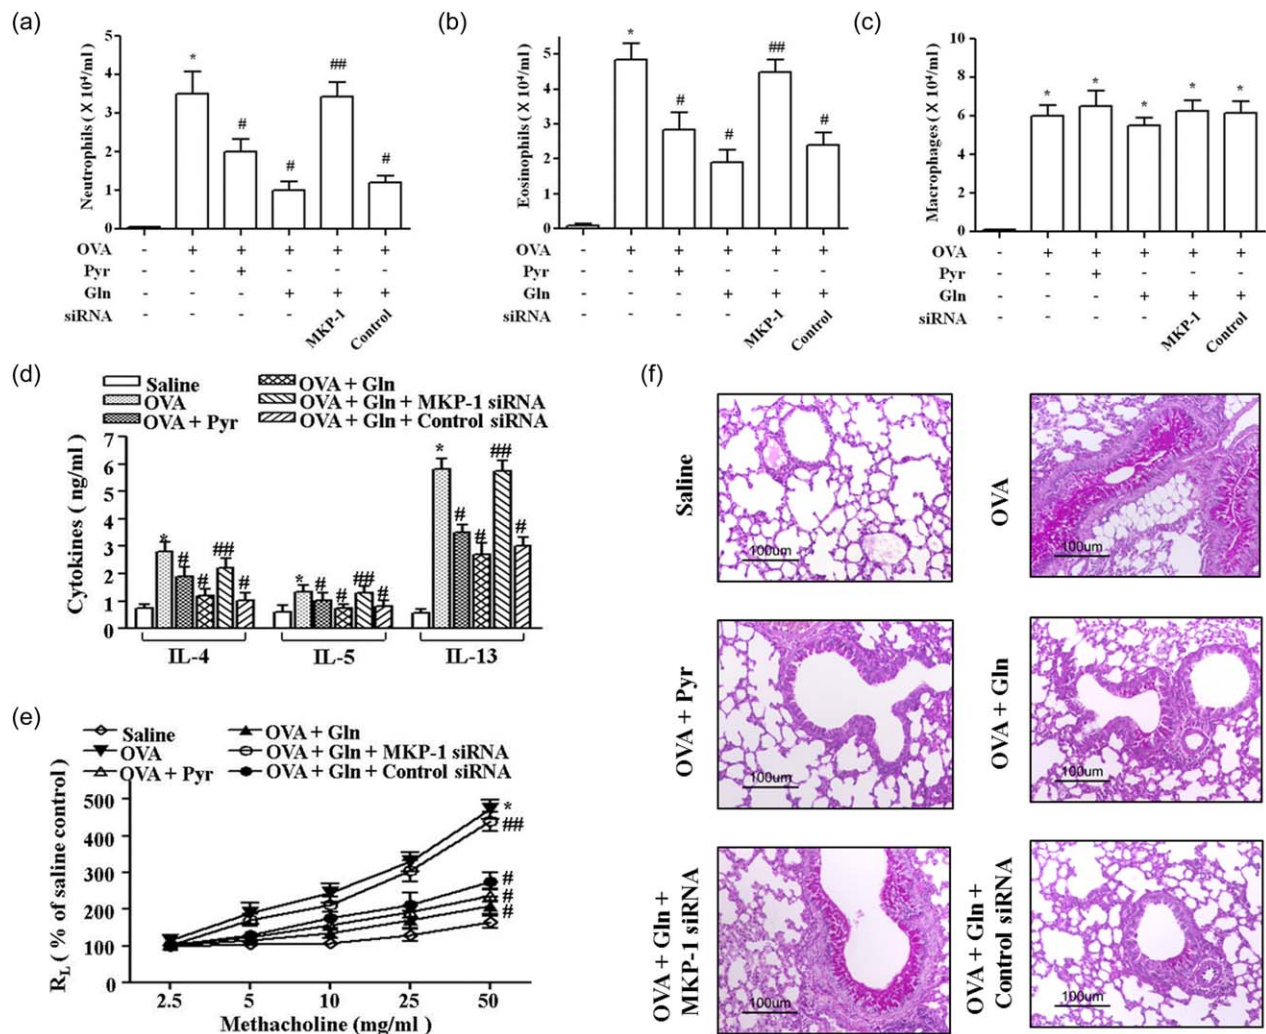 (a)
Neutrophils ( X 10⁴/ml )
5
4
3
2
1
0
*
#
#
##
#
OVA - + + + + +
Pyr - - + - - -
Gln - - - + + +
siRNA - - - - MKP-1 Control
(b)
Eosinophils ( X 10⁴/ml )
5
4
3
2
1
0
*
#
#
##
#
OVA - + + + + +
Pyr - - + - - -
Gln - - - + + +
siRNA - - - - MKP-1 Control
(c)
Macrophages ( X 10⁴/ml )
10
8
6
4
2
0
*
*
*
*
*
OVA - + + + + +
Pyr - - + - - -
Gln - - - + + +
siRNA - - - - MKP-1 Control
(d)
Saline
OVA
OVA + Pyr
OVA + Gln
OVA + Gln + MKP-1 siRNA
OVA + Gln + Control siRNA
Cytokines ( ng/ml )
7
6
5
4
3
2
1
0
* # # ## #
* # # ## #
* # # ## #
IL-4 IL-5 IL-13
(e)
Saline
OVA
OVA + Pyr
OVA + Gln
OVA + Gln + MKP-1 siRNA
OVA + Gln + Control siRNA
R_L ( % of saline control)
500
400
300
200
100
0
*
##
#
#
#
2.5 5 10 25 50
Methacholine (mg/ml )
(f)
Saline
100um
OVA
100um
OVA + Pyr
100um
OVA + Gln
100um
OVA + Gln +
MKP-1 siRNA
100um
OVA + Gln +
Control siRNA
100um